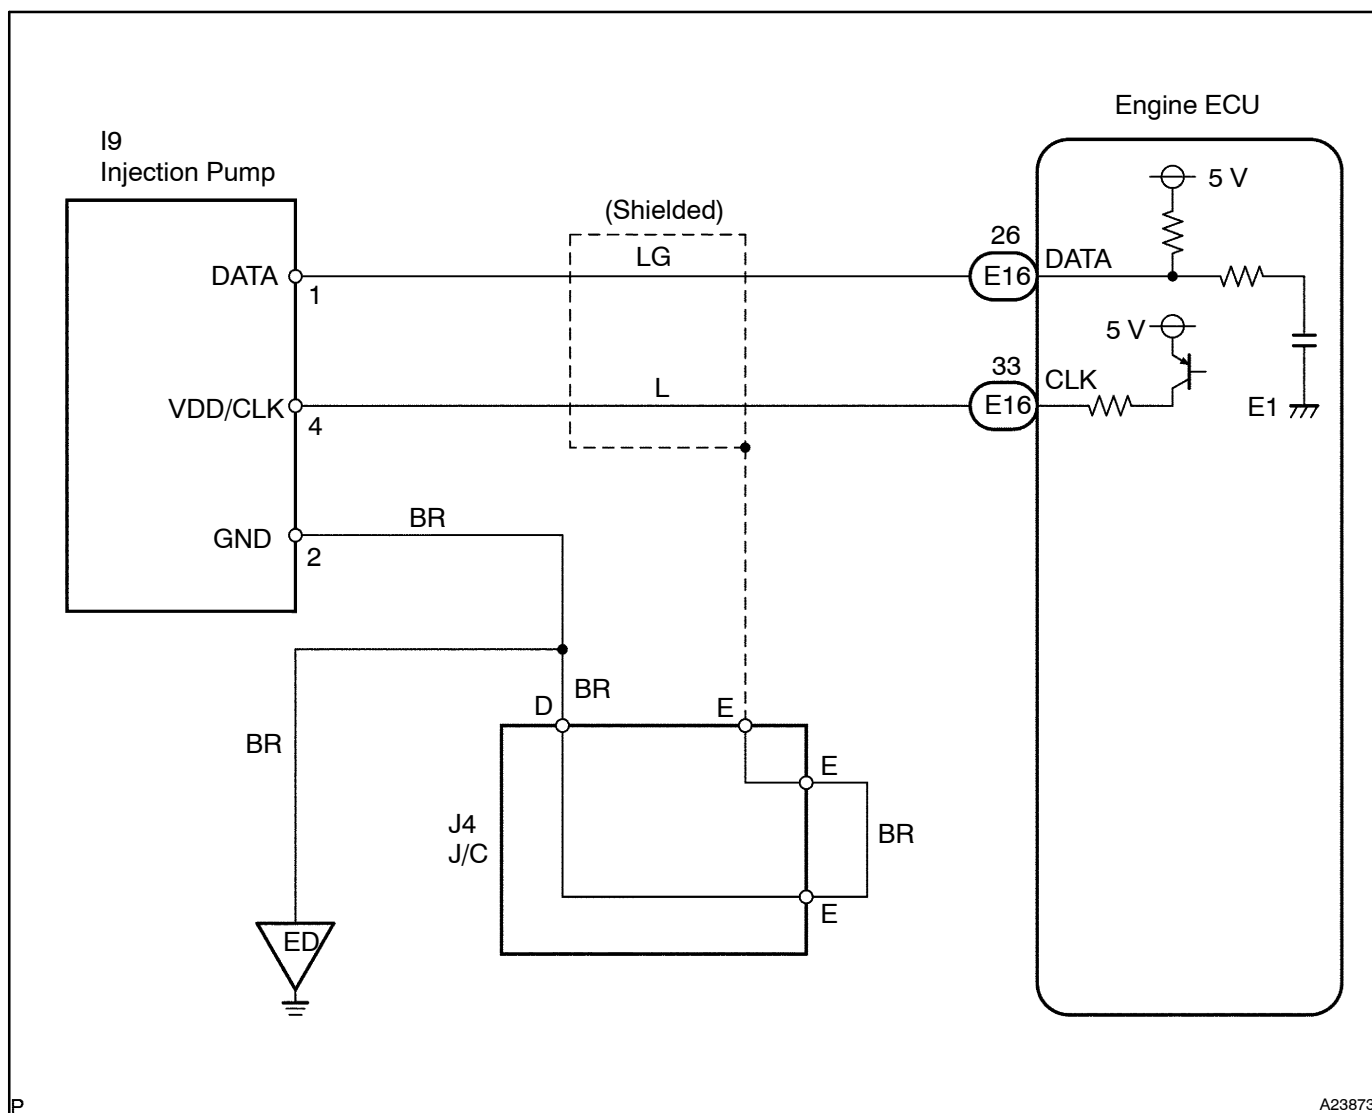 Engine ECU
I9
Injection Pump
5 V
(Shielded)
26
LG
DATA
DATA
E16
1
5 V
33
CLK
L
VDD/CLK
E16
E1
4
BR
GND
2
BR
D
E
BR
E
J4
J/C
BR
E
ED
P
A23873